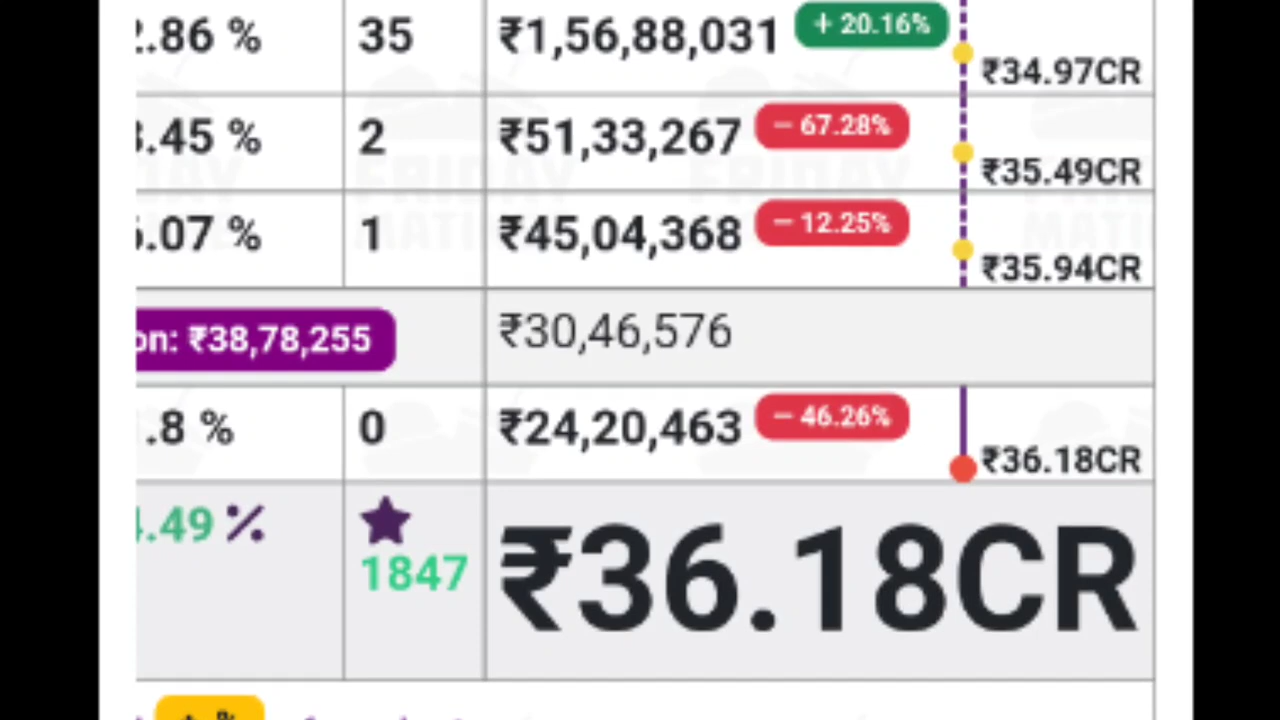 .86 % 35 ₹1,56,88,031 + 20.16% ₹34.97CR
.45 % 2 ₹51,33,267 − 67.28% ₹35.49CR
.07 % 1 ₹45,04,368 − 12.25% ₹35.94CR
on: ₹38,78,255 ₹30,46,576
.8 % 0 ₹24,20,463 − 46.26% ₹36.18CR
.49 % 1847 ₹36.18CR